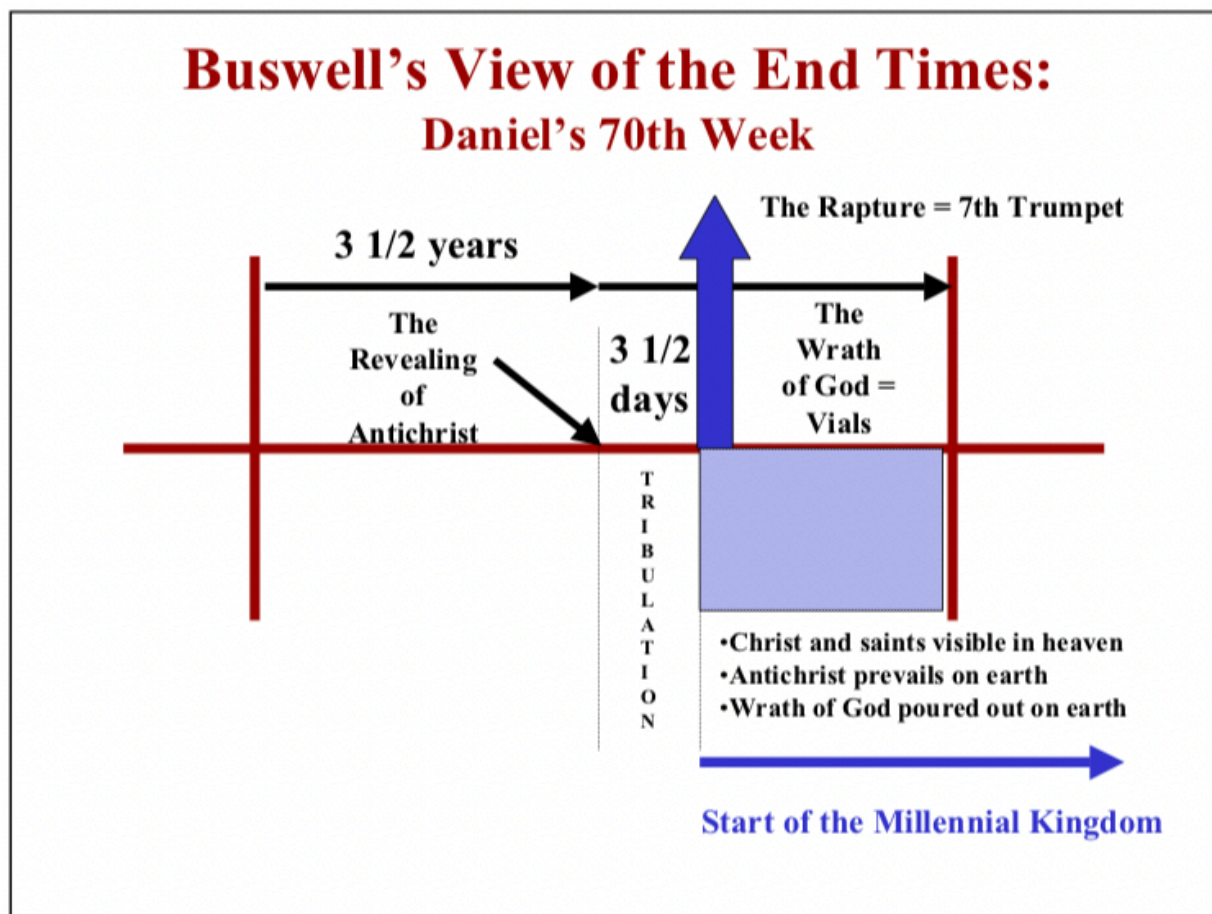 Buswell’s View of the End Times:
Daniel’s 70th Week
The Rapture = 7th Trumpet
3 1/2 years
The
Revealing
of
Antichrist
3 1/2
days
The
Wrath
of God =
Vials
T
R
I
B
U
L
A
T
I
O
N
•Christ and saints visible in heaven
•Antichrist prevails on earth
•Wrath of God poured out on earth
Start of the Millennial Kingdom